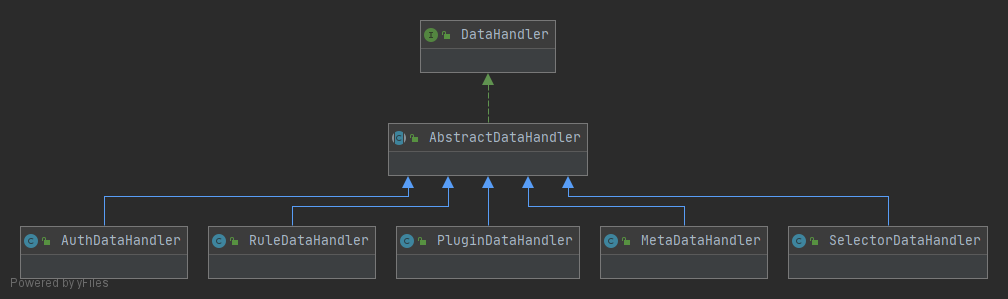 DataHandler
AbstractDataHandler
AuthDataHandler
RuleDataHandler
PluginDataHandler
MetaDataHandler
SelectorDataHandler
Powered by yFiles